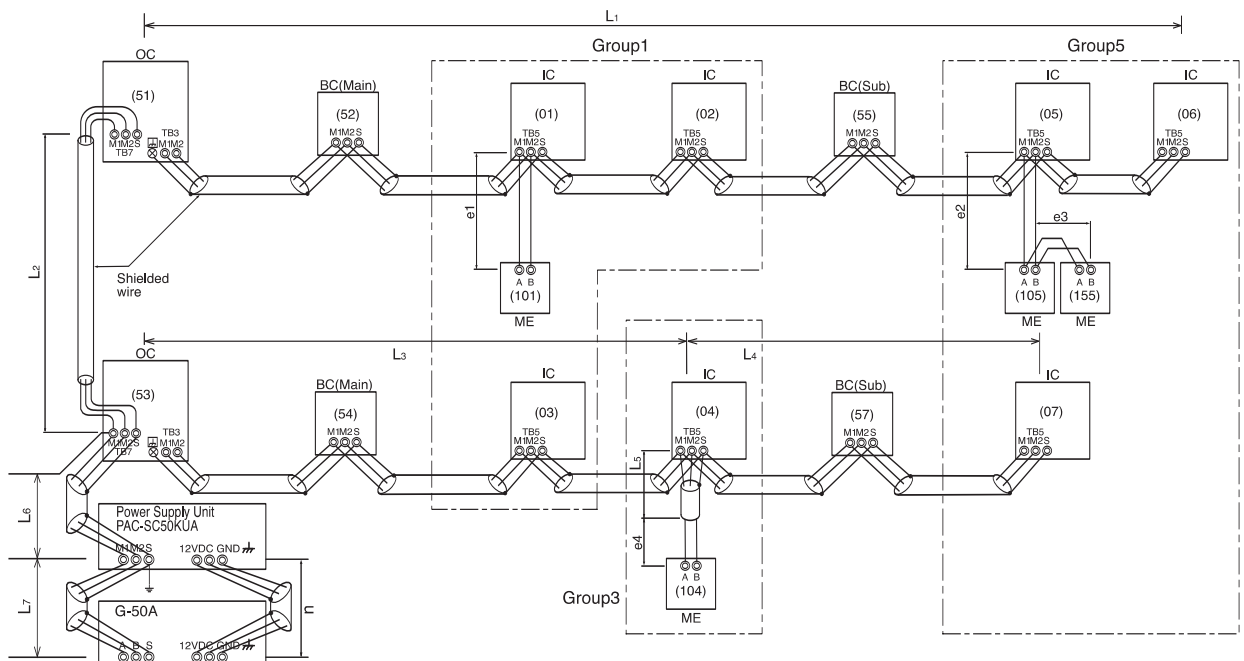 L1
Group1
Group5
OC
(51)
TB3
M1M2S
M1M2
TB7
BC(Main)
(52)
M1M2S
IC
(01)
TB5
M1M2S
IC
(02)
TB5
M1M2S
BC(Sub)
(55)
M1M2S
IC
(05)
TB5
M1M2S
IC
(06)
TB5
M1M2S
L2
Shielded
wire
e1
A B
(101)
ME
e2
e3
A B
(105)
ME
A B
(155)
ME
L3
L4
OC
(53)
TB3
M1M2S
M1M2
TB7
BC(Main)
(54)
M1M2S
IC
(03)
TB5
M1M2S
IC
(04)
TB5
M1M2S
BC(Sub)
(57)
M1M2S
IC
(07)
TB5
M1M2S
L5
e4
A B
(104)
ME
Group3
L6
Power Supply Unit
PAC-SC50KUA
M1M2S
12VDC GND
L7
n
G-50A
A B S
12VDC GND